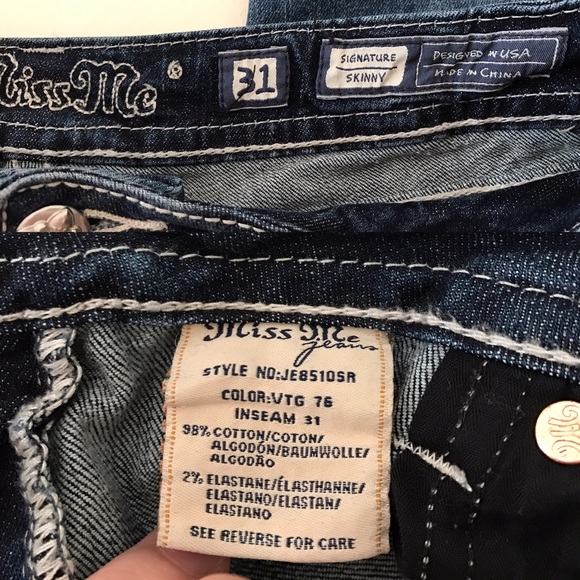 Miss Me
31
SIGNATURE
SKINNY
DESIGNED IN USA
MADE IN CHINA
Miss Me
jeans
STYLE NO:JE8510SR
COLOR:VTG 76
INSEAM 31
98% COTTON/COTON/
ALGODÓN/BAUMWOLLE/
ALGODÃO
2% ELASTANE/ÉLASTHANNE/
ELASTANO/ELASTAN/
ELASTANO
SEE REVERSE FOR CARE